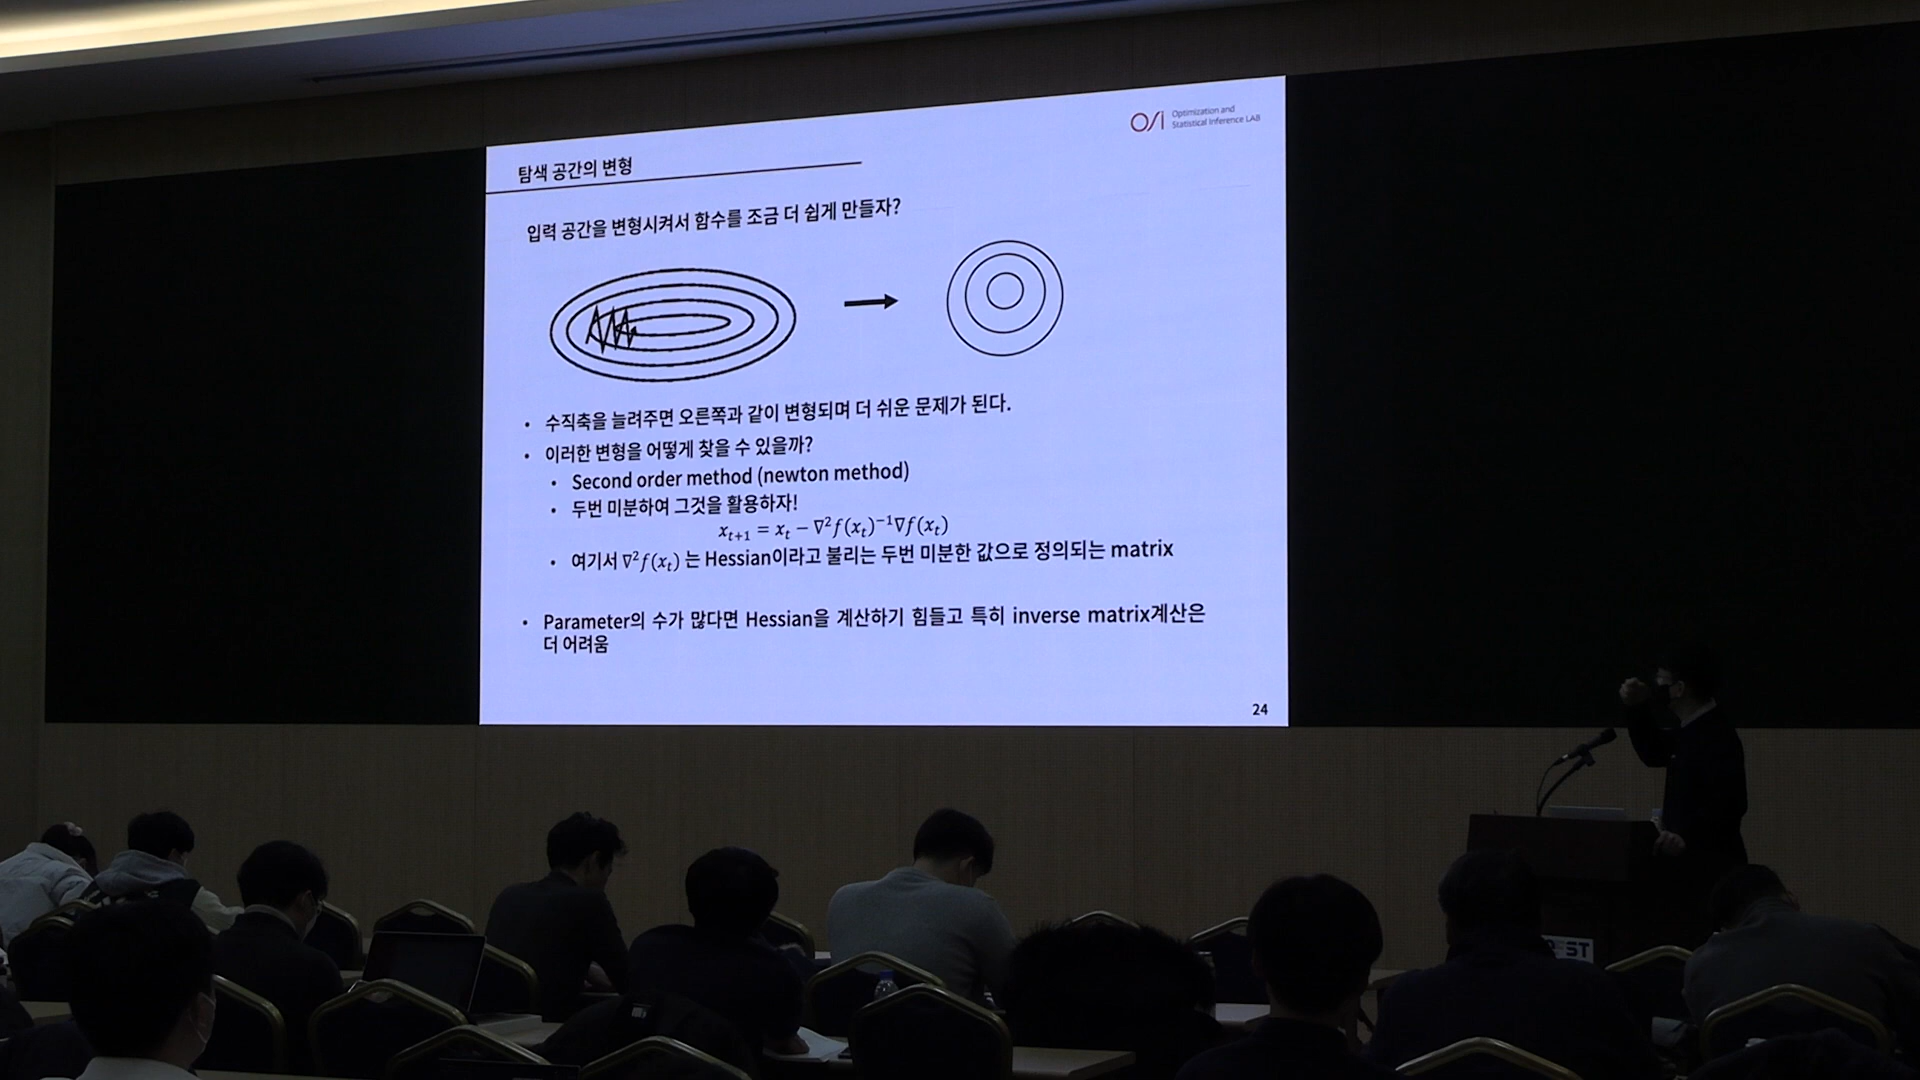 OSI Optimization and
Statistical Inference LAB
탐색 공간의 변형
입력 공간을 변형시켜서 함수를 조금 더 쉽게 만들자?
• 수직축을 늘려주면 오른쪽과 같이 변형되며 더 쉬운 문제가 된다.
• 이러한 변형을 어떻게 찾을 수 있을까?
• Second order method (newton method)
• 두번 미분하여 그것을 활용하자!
$x_{t+1} = x_t - \nabla^2 f(x_t)^{-1} \nabla f(x_t)$
• 여기서 $\nabla^2 f(x_t)$ 는 Hessian이라고 불리는 두번 미분한 값으로 정의되는 matrix
• Parameter의 수가 많다면 Hessian을 계산하기 힘들고 특히 inverse matrix계산은
더 어려움
24